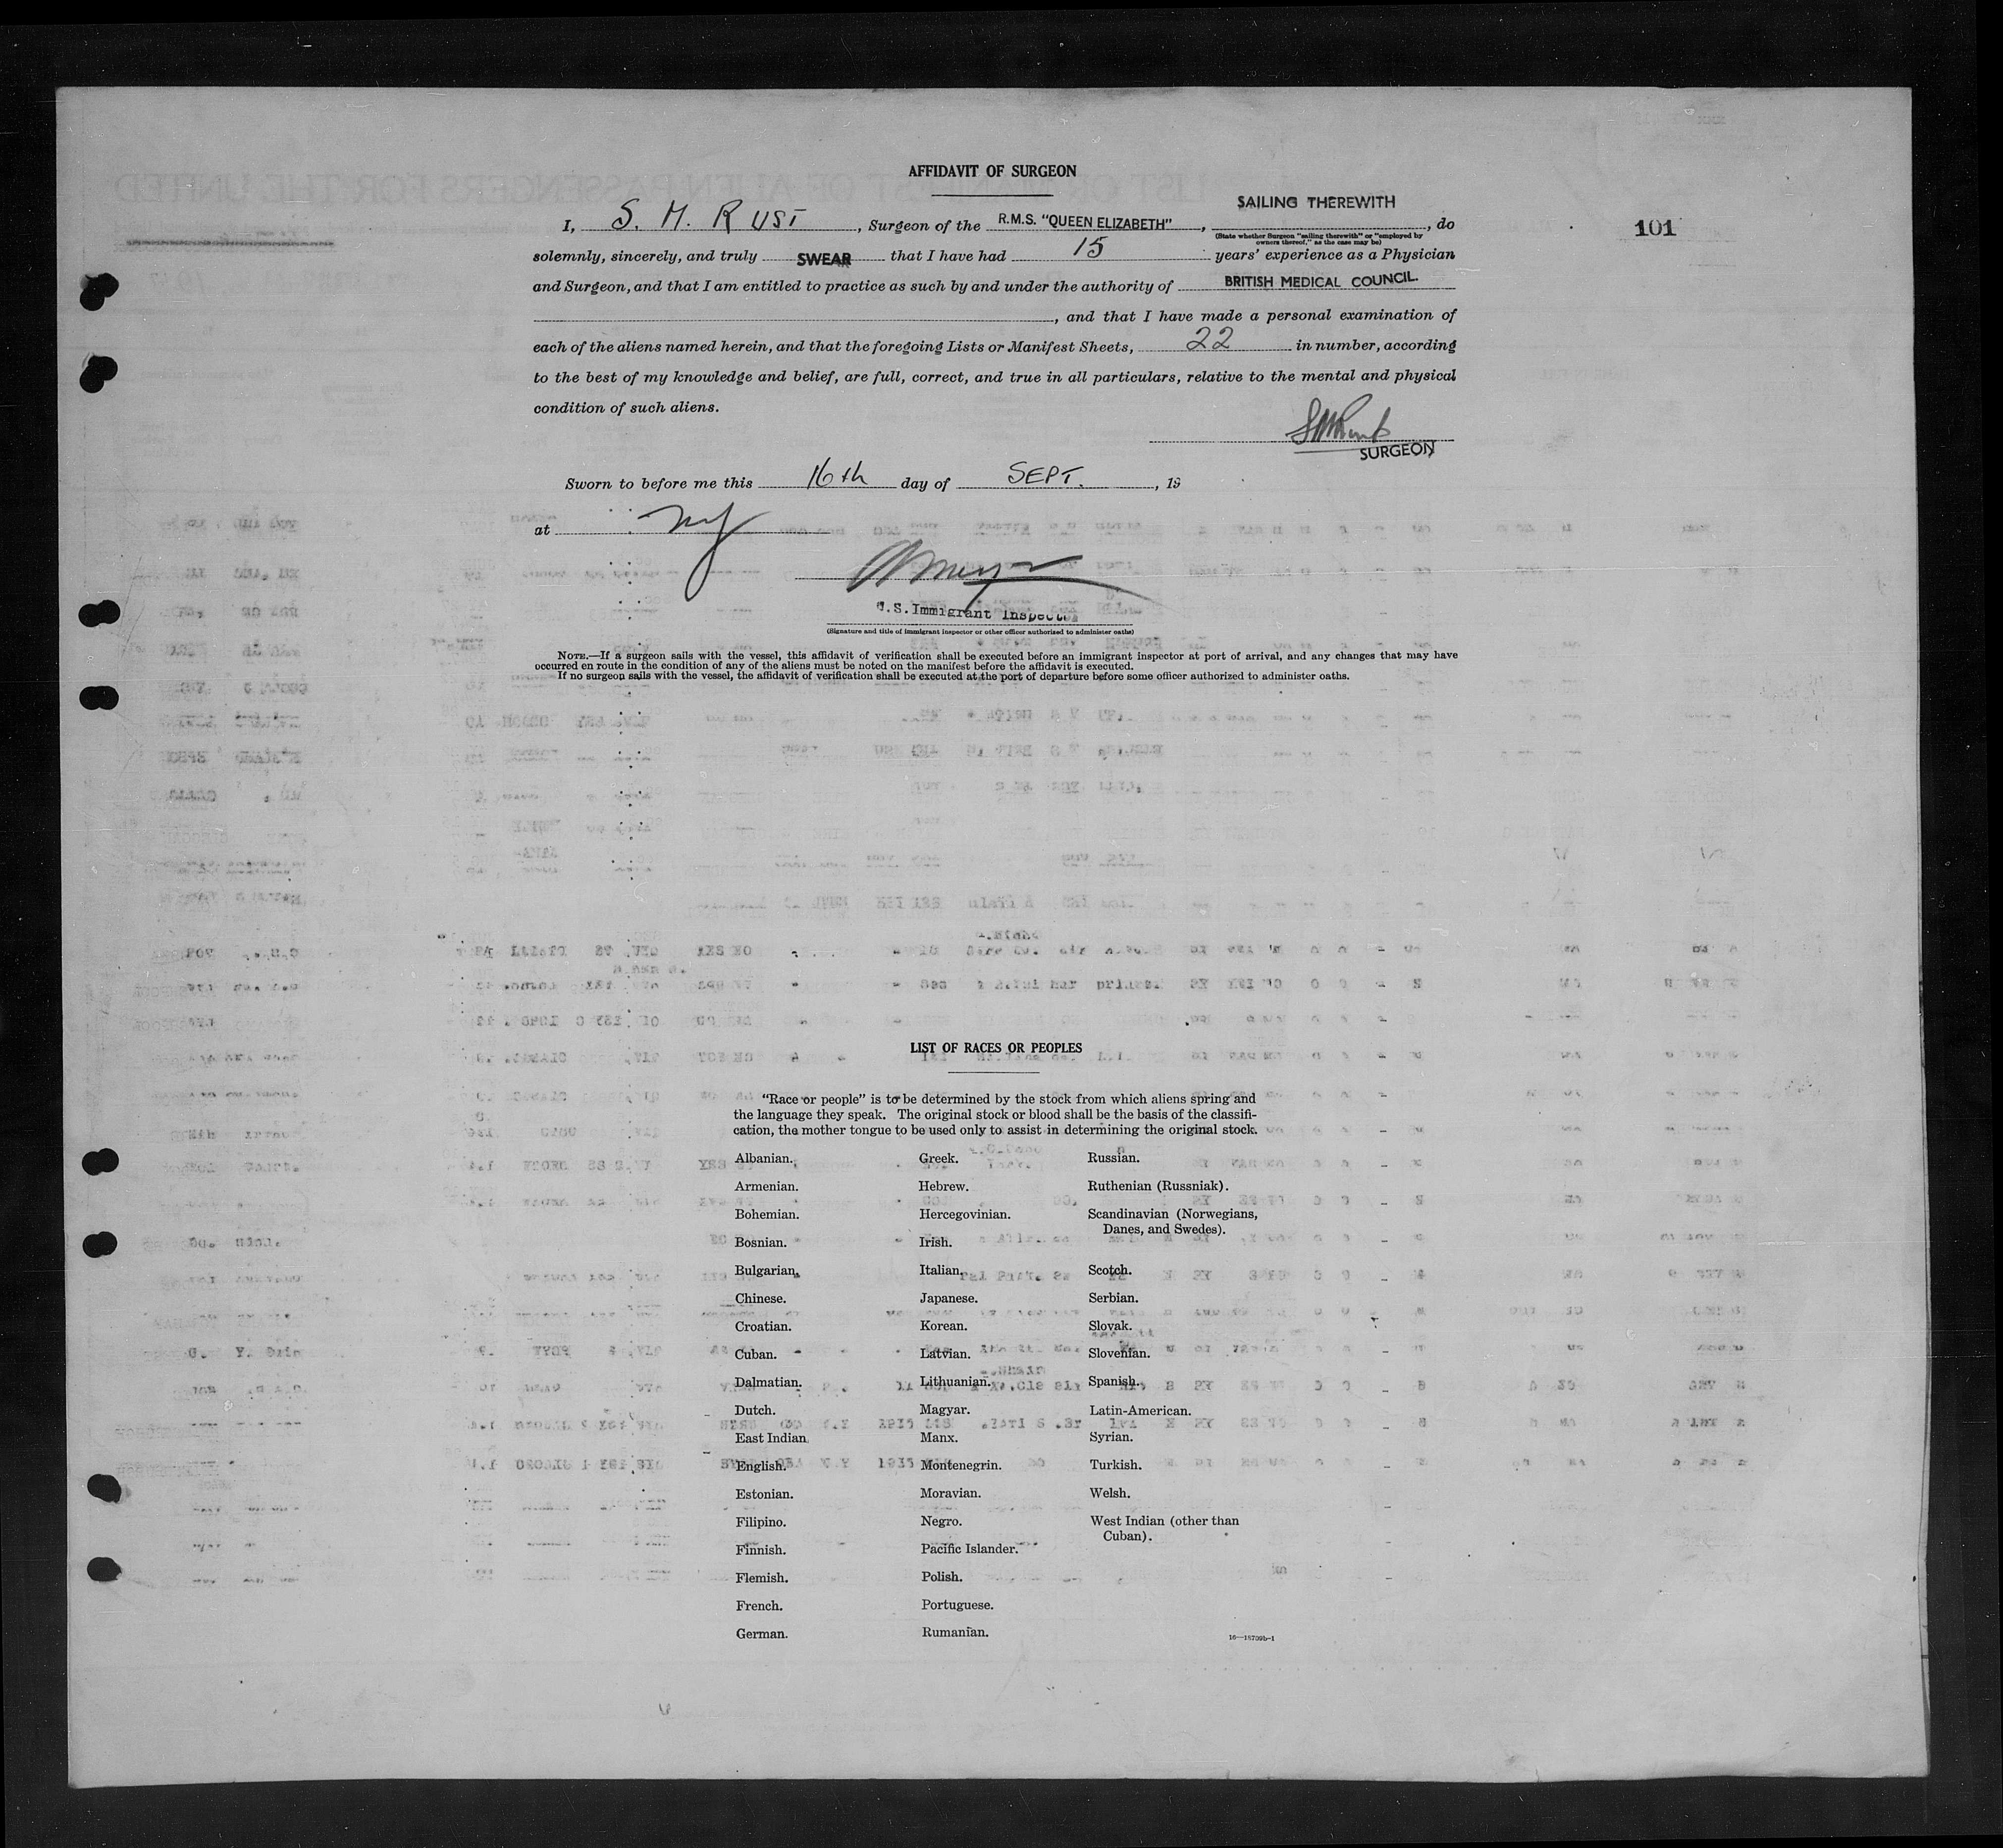 AFFIDAVIT OF SURGEON
SAILING THEREWITH
I, S. M. RUST, Surgeon of the R.M.S. "QUEEN ELIZABETH", , do
101
(State whether Surgeon "sailing therewith" or "employed by
owners thereof," as the case may be)
solemnly, sincerely, and truly SWEAR that I have had 15 years' experience as a Physician
and Surgeon, and that I am entitled to practice as such by and under the authority of BRITISH MEDICAL COUNCIL.
, and that I have made a personal examination of
each of the aliens named herein, and that the foregoing Lists or Manifest Sheets, 22 in number, according
to the best of my knowledge and belief, are full, correct, and true in all particulars, relative to the mental and physical
condition of such aliens.
SURGEON
Sworn to before me this 16th day of SEPT., 19
at NY
U.S. Immigrant Inspector
(Signature and title of immigrant inspector or other officer authorized to administer oaths)
NOTE.—If a surgeon sails with the vessel, this affidavit of verification shall be executed before an immigrant inspector at port of arrival, and any changes that may have
occurred en route in the condition of any of the aliens must be noted on the manifest before the affidavit is executed.
If no surgeon sails with the vessel, the affidavit of verification shall be executed at the port of departure before some officer authorized to administer oaths.
LIST OF RACES OR PEOPLES
"Race or people" is to be determined by the stock from which aliens spring and
the language they speak. The original stock or blood shall be the basis of the classifi-
cation, the mother tongue to be used only to assist in determining the original stock.
Albanian.
Armenian.
Bohemian.
Bosnian.
Bulgarian.
Chinese.
Croatian.
Cuban.
Dalmatian.
Dutch.
East Indian
English.
Estonian.
Filipino.
Finnish.
Flemish.
French.
German.
Greek.
Hebrew.
Hercegovinian.
Irish.
Italian.
Japanese.
Korean.
Latvian.
Lithuanian.
Magyar.
Manx.
Montenegrin.
Moravian.
Negro.
Pacific Islander.
Polish.
Portuguese.
Rumanian.
Russian.
Ruthenian (Russniak).
Scandinavian (Norwegians,
Danes, and Swedes).
Scotch.
Serbian.
Slovak.
Slovenian.
Spanish.
Latin-American.
Syrian.
Turkish.
Welsh.
West Indian (other than
Cuban).
16—18709b-1